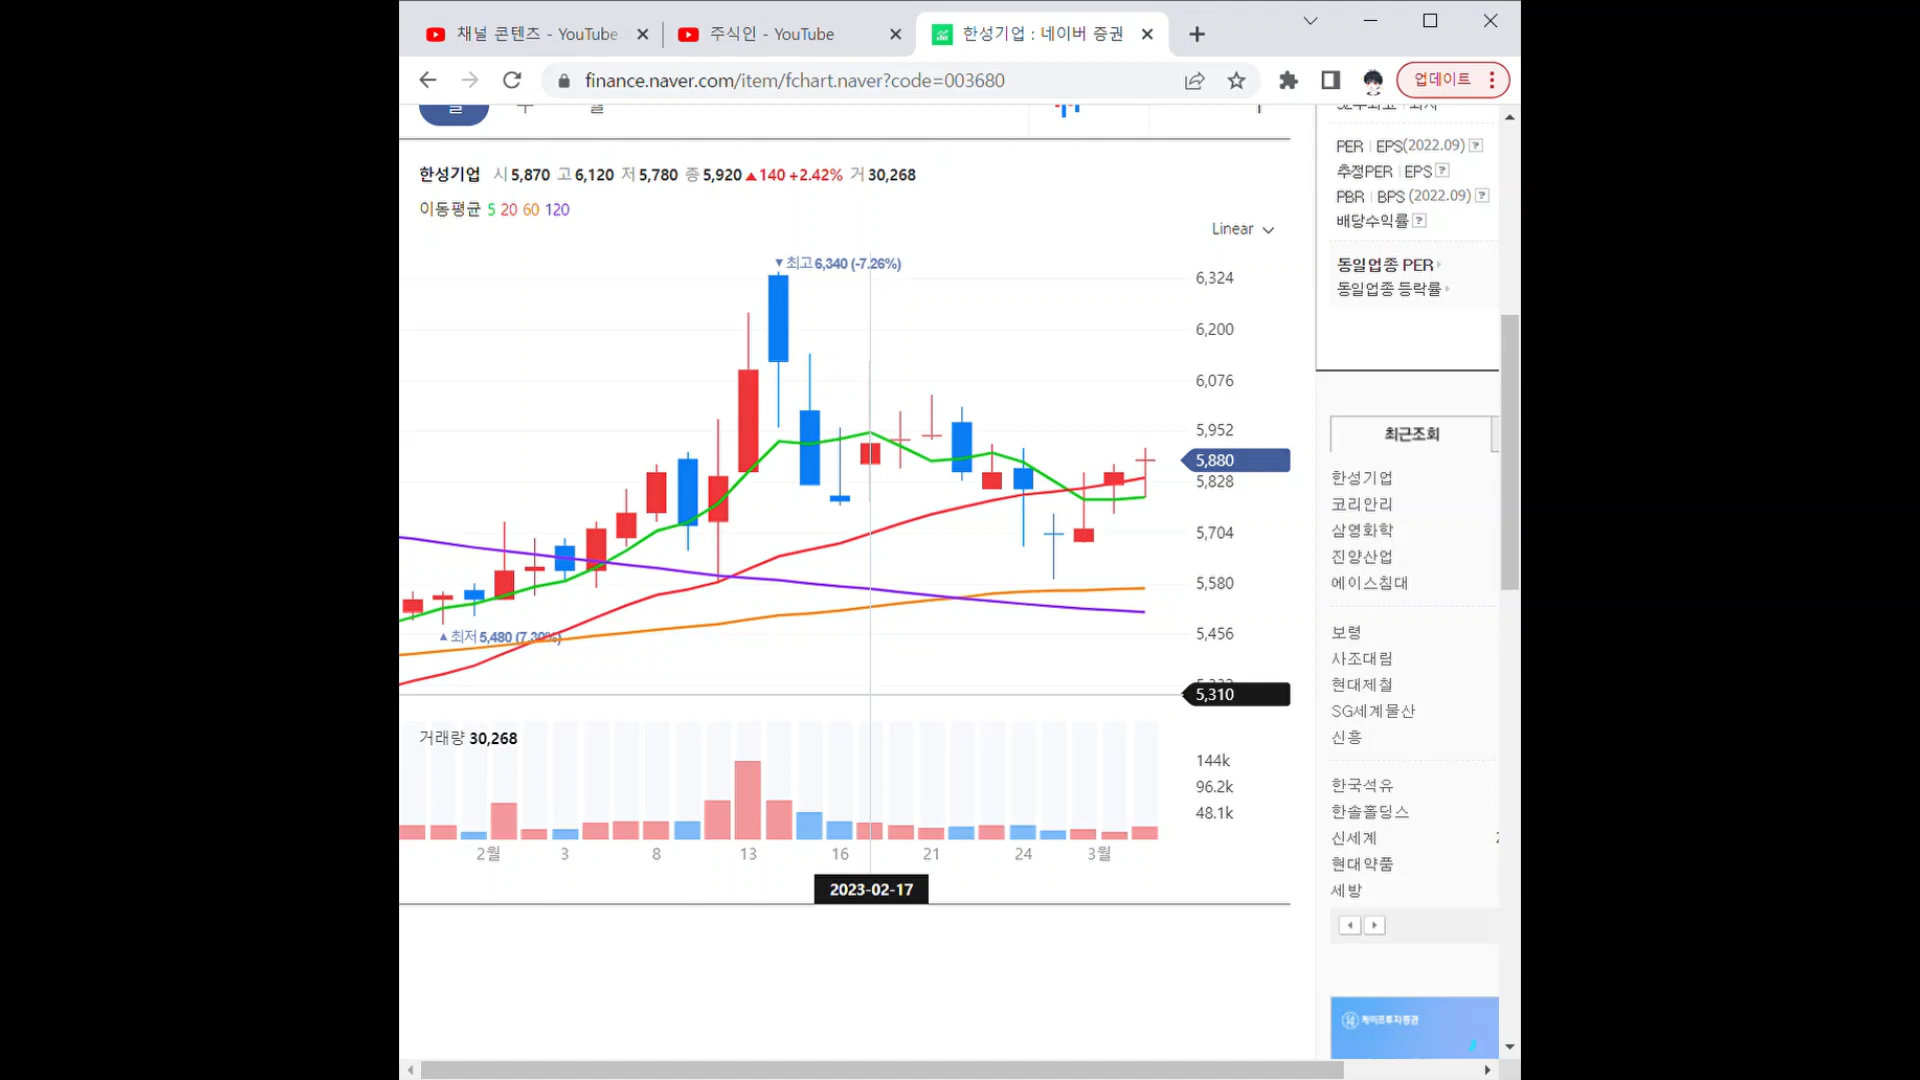 채널 콘텐츠 - YouTube
주식인 - YouTube
한성기업 : 네이버 증권
finance.naver.com/item/fchart.naver?code=003680
업데이트
한성기업 시 5,870 고 6,120 저 5,780 종 5,920 ▲140 +2.42% 거 30,268
이동평균 5 20 60 120
Linear
▼최고 6,340 (-7.26%)
6,324
6,200
6,076
5,952
5,880
5,828
5,704
5,580
5,456
5,310
▲최저 5,480 (7.30%)
거래량 30,268
144k
96.2k
48.1k
2월 3 8 13 16 21 24 3월
2023-02-17
PER | EPS(2022.09) ?
추정PER | EPS ?
PBR | BPS (2022.09) ?
배당수익률 ?
동일업종 PER
동일업종 등락률
최근조회
한성기업
코리안리
삼영화학
진양산업
에이스침대
보령
사조대림
현대제철
SG세계물산
신흥
한국석유
한솔홀딩스
신세계
현대약품
세방
케이프투자증권